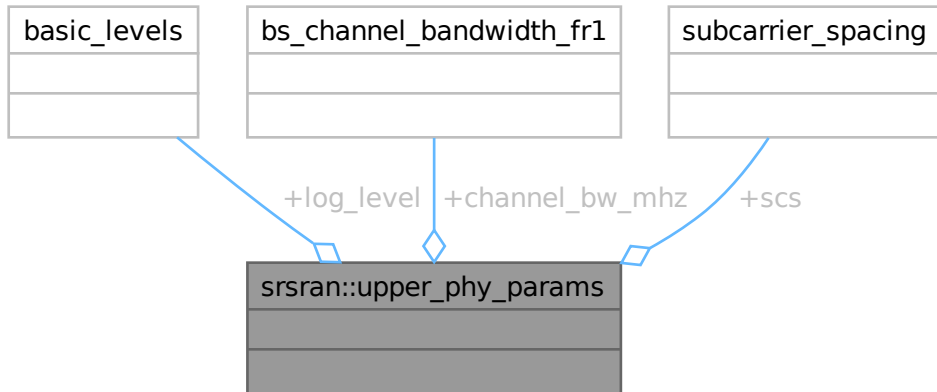 basic_levels
bs_channel_bandwidth_fr1
subcarrier_spacing
+log_level
+channel_bw_mhz
+scs
srsran::upper_phy_params